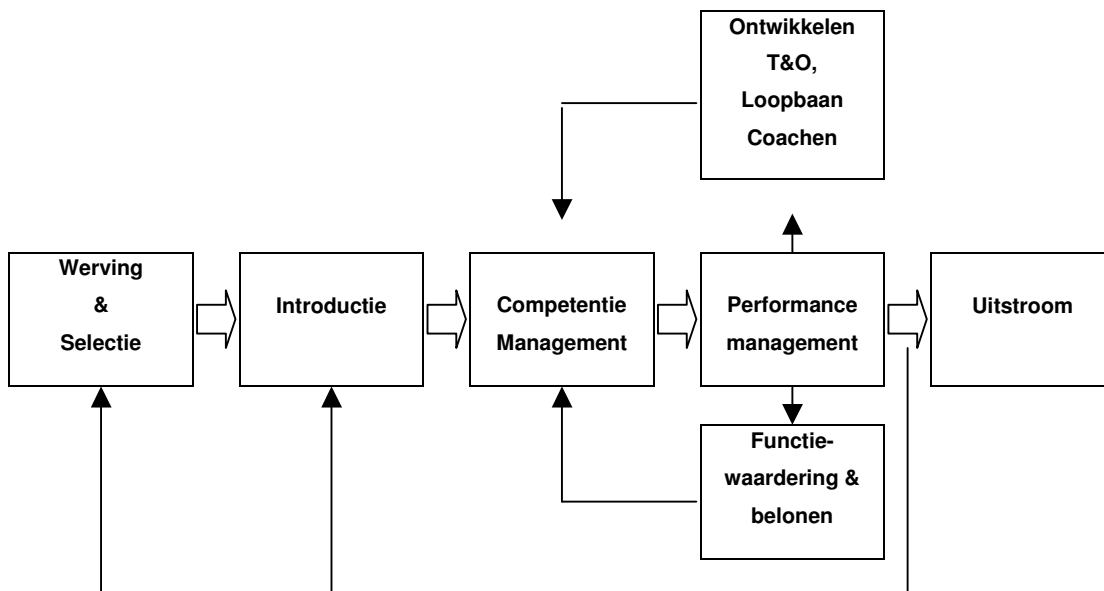 Ontwikkelen
T&O,
Loopbaan
Coachen
Werving
&
Selectie
Introductie
Competentie
Management
Performance
management
Uitstroom
Functie-
waardering &
belonen